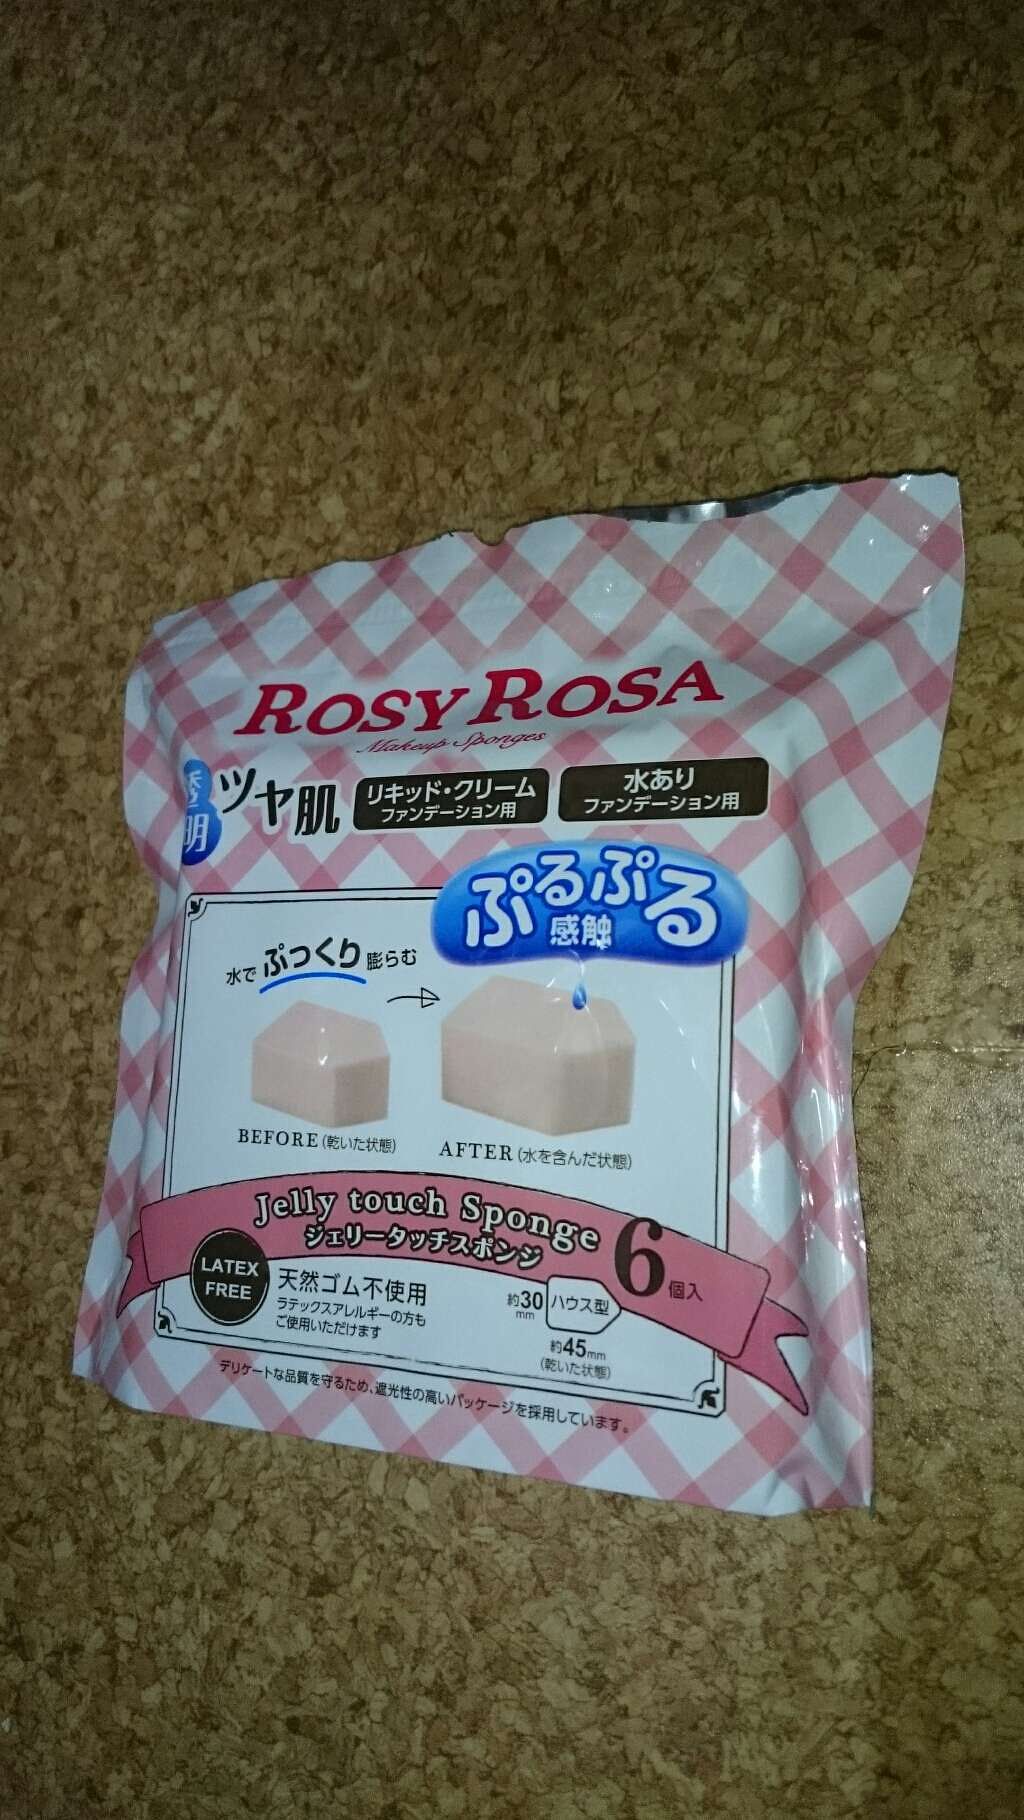 ROSY ROSA
Makeup Sponges
透明
ツヤ肌
リキッド・クリーム
ファンデーション用
水あり
ファンデーション用
ぷるぷる
感触
水でぷっくり膨らむ
BEFORE(乾いた状態)
AFTER(水を含んだ状態)
Jelly touch Sponge
ジェリータッチスポンジ
6個入
LATEX
FREE
天然ゴム不使用
ラテックスアレルギーの方も
ご使用いただけます
約30mm
ハウス型
約45mm
(乾いた状態)
デリケートな品質を守るため、遮光性の高いパッケージを採用しています。